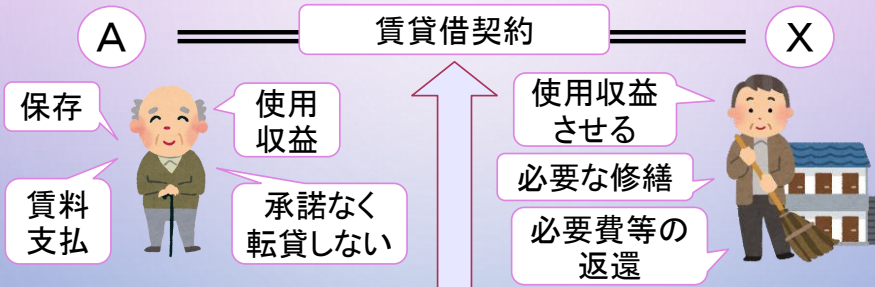 A
賃貸借契約
X
保存
使用
収益
賃料
支払
承諾なく
転貸しない
使用収益
させる
必要な修繕
必要費等の
返還